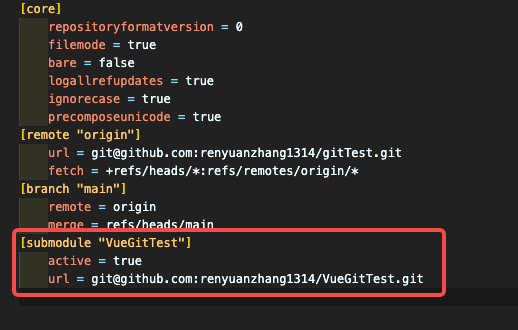 [core]
repositoryformatversion = 0
filemode = true
bare = false
logallrefupdates = true
ignorecase = true
precomposeunicode = true
[remote "origin"]
url = git@github.com:renyuanzhang1314/gitTest.git
fetch = +refs/heads/*:refs/remotes/origin/*
[branch "main"]
remote = origin
merge = refs/heads/main
[submodule "VueGitTest"]
active = true
url = git@github.com:renyuanzhang1314/VueGitTest.git